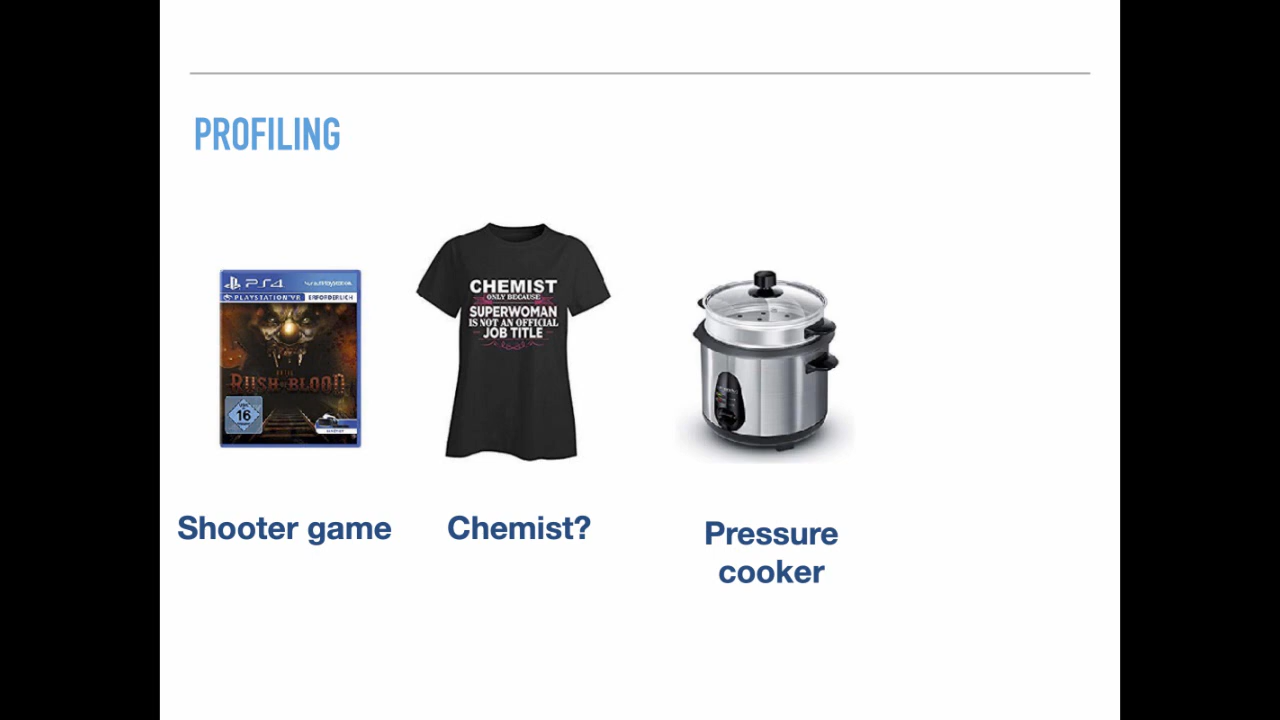 PROFILING
PS4
PLAYSTATION VR ERFORDERLICH
RUSH OF BLOOD
16
CHEMIST
ONLY BECAUSE
SUPERWOMAN
IS NOT AN OFFICIAL
JOB TITLE
Shooter game
Chemist?
Pressure
cooker